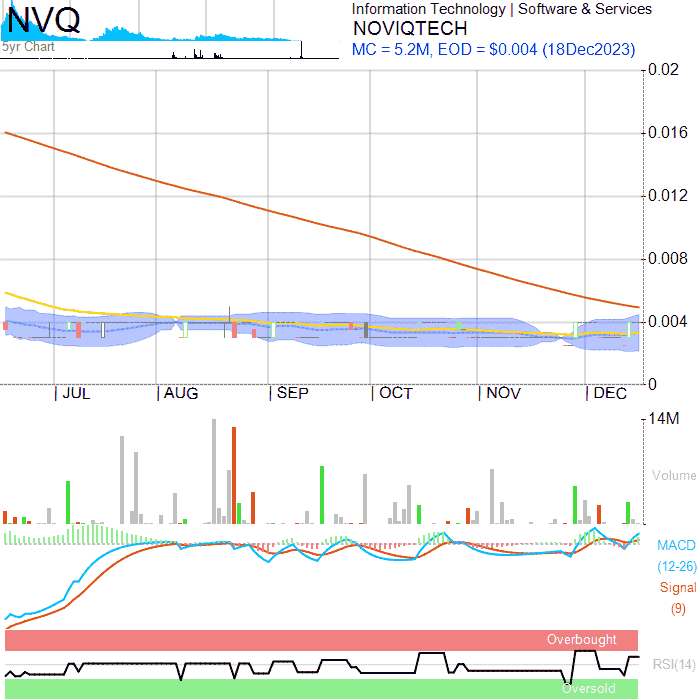 NVQ
5yr Chart
Information Technology | Software & Services
NOVIQTECH
MC = 5.2M, EOD = $0.004 (18Dec2023)
0.02
0.016
0.012
0.008
0.004
0
JUL AUG SEP OCT NOV DEC
14M
Volume
MACD
(12-26)
Signal
(9)
Overbought
RSI(14)
Oversold